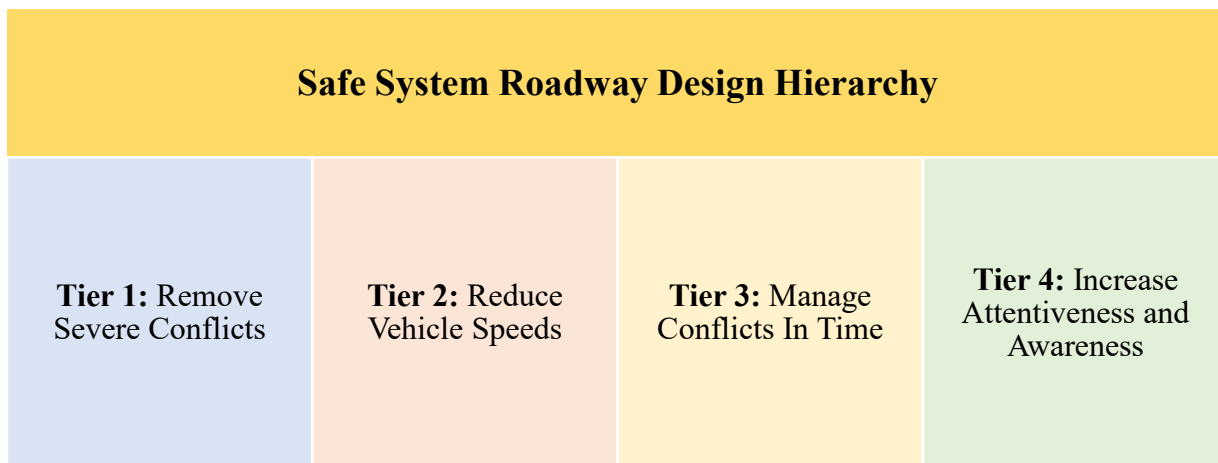 Safe System Roadway Design Hierarchy
Tier 1: Remove
Severe Conflicts
Tier 2: Reduce
Vehicle Speeds
Tier 3: Manage
Conflicts In Time
Tier 4: Increase
Attentiveness and
Awareness